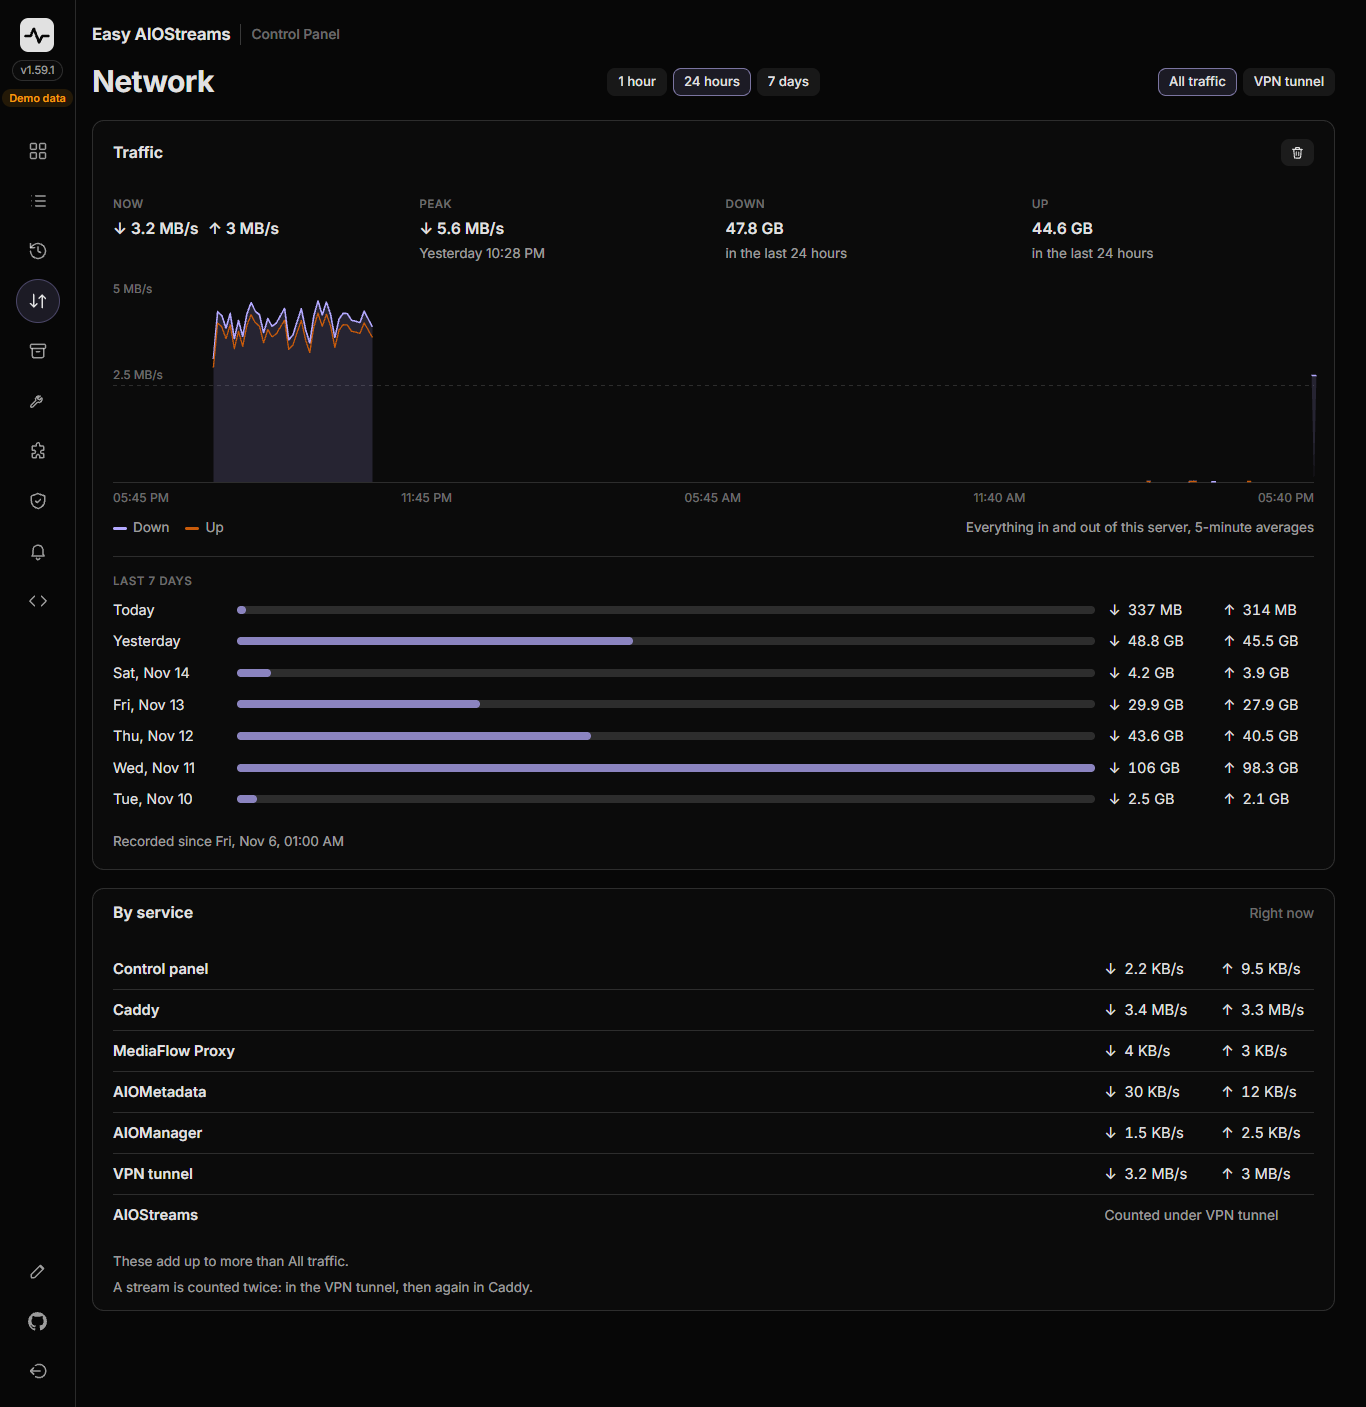 Easy AIOStreams | Control Panel
v1.59.1
Demo data
Network
1 hour 24 hours 7 days
All traffic VPN tunnel
Traffic
NOW PEAK DOWN UP
↓ 3.2 MB/s ↑ 3 MB/s ↓ 5.6 MB/s 47.8 GB 44.6 GB
Yesterday 10:28 PM in the last 24 hours in the last 24 hours
5 MB/s
2.5 MB/s
05:45 PM 11:45 PM 05:45 AM 11:40 AM 05:40 PM
Down Up Everything in and out of this server, 5-minute averages
LAST 7 DAYS
Today ↓ 337 MB ↑ 314 MB
Yesterday ↓ 48.8 GB ↑ 45.5 GB
Sat, Nov 14 ↓ 4.2 GB ↑ 3.9 GB
Fri, Nov 13 ↓ 29.9 GB ↑ 27.9 GB
Thu, Nov 12 ↓ 43.6 GB ↑ 40.5 GB
Wed, Nov 11 ↓ 106 GB ↑ 98.3 GB
Tue, Nov 10 ↓ 2.5 GB ↑ 2.1 GB
Recorded since Fri, Nov 6, 01:00 AM
By service Right now
Control panel ↓ 2.2 KB/s ↑ 9.5 KB/s
Caddy ↓ 3.4 MB/s ↑ 3.3 MB/s
MediaFlow Proxy ↓ 4 KB/s ↑ 3 KB/s
AIOMetadata ↓ 30 KB/s ↑ 12 KB/s
AIOManager ↓ 1.5 KB/s ↑ 2.5 KB/s
VPN tunnel ↓ 3.2 MB/s ↑ 3 MB/s
AIOStreams Counted under VPN tunnel
These add up to more than All traffic.
A stream is counted twice: in the VPN tunnel, then again in Caddy.